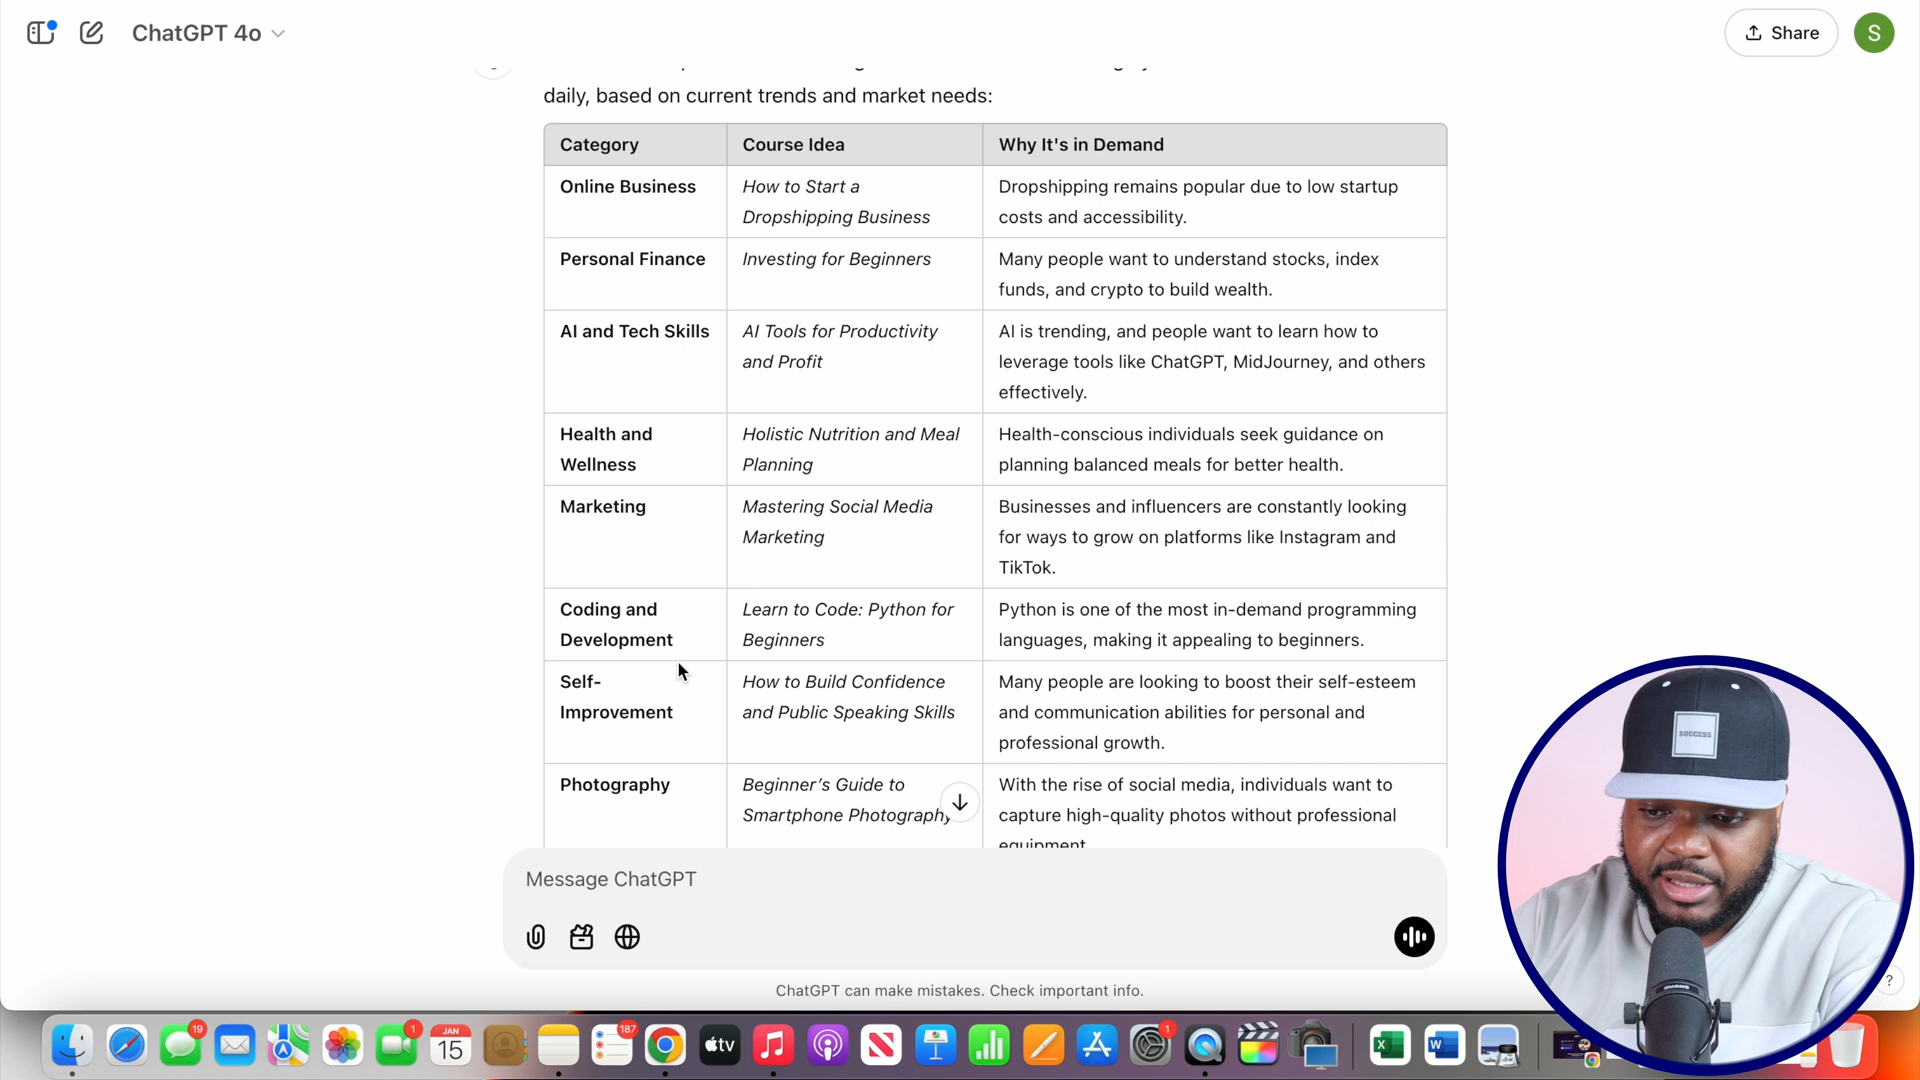 ChatGPT 4o
Share
S
daily, based on current trends and market needs:
Category
Course Idea
Why It's in Demand
Online Business
How to Start a
Dropshipping Business
Dropshipping remains popular due to low startup
costs and accessibility.
Personal Finance
Investing for Beginners
Many people want to understand stocks, index
funds, and crypto to build wealth.
AI and Tech Skills
AI Tools for Productivity
and Profit
AI is trending, and people want to learn how to
leverage tools like ChatGPT, MidJourney, and others
effectively.
Health and
Wellness
Holistic Nutrition and Meal
Planning
Health-conscious individuals seek guidance on
planning balanced meals for better health.
Marketing
Mastering Social Media
Marketing
Businesses and influencers are constantly looking
for ways to grow on platforms like Instagram and
TikTok.
Coding and
Development
Learn to Code: Python for
Beginners
Python is one of the most in-demand programming
languages, making it appealing to beginners.
Self-
Improvement
How to Build Confidence
and Public Speaking Skills
Many people are looking to boost their self-esteem
and communication abilities for personal and
professional growth.
Photography
Beginner’s Guide to
Smartphone Photography
With the rise of social media, individuals want to
capture high-quality photos without professional
equipment.
SUCCESS
Message ChatGPT
ChatGPT can make mistakes. Check important info.
?
19
1
JAN
15
187
tv
1